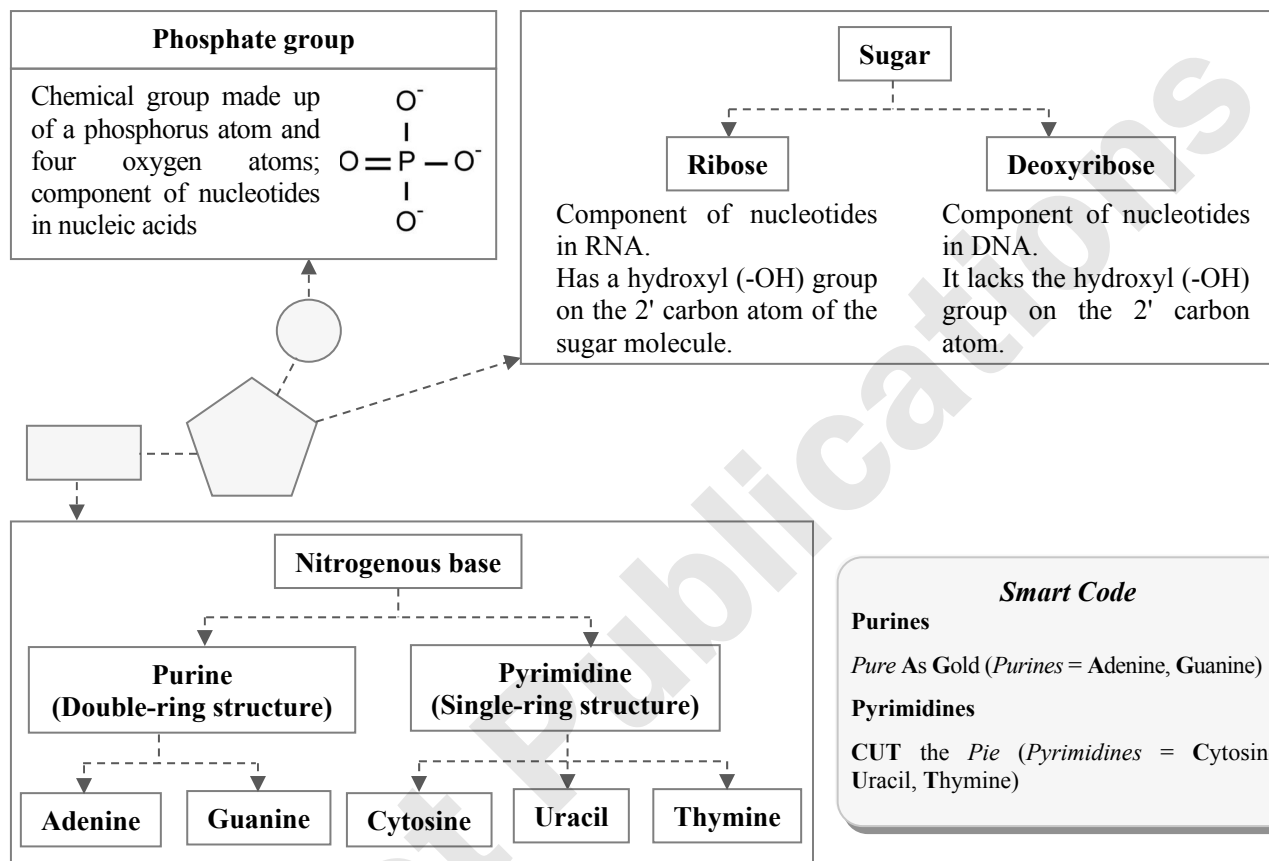 Phosphate group
Chemical group made up
of a phosphorus atom and
four oxygen atoms;
component of nucleotides
in nucleic acids
O-
O=P–O-
O-
Sugar
Ribose
Component of nucleotides
in RNA.
Has a hydroxyl (-OH) group
on the 2' carbon atom of the
sugar molecule.
Deoxyribose
Component of nucleotides
in DNA.
It lacks the hydroxyl (-OH)
group on the 2' carbon
atom.
Nitrogenous base
Purine
(Double-ring structure)
Pyrimidine
(Single-ring structure)
Adenine
Guanine
Cytosine
Uracil
Thymine
Smart Code
Purines
Pure As Gold (Purines = Adenine, Guanine)
Pyrimidines
CUT the Pie (Pyrimidines = Cytosin
Uracil, Thymine)
Publications